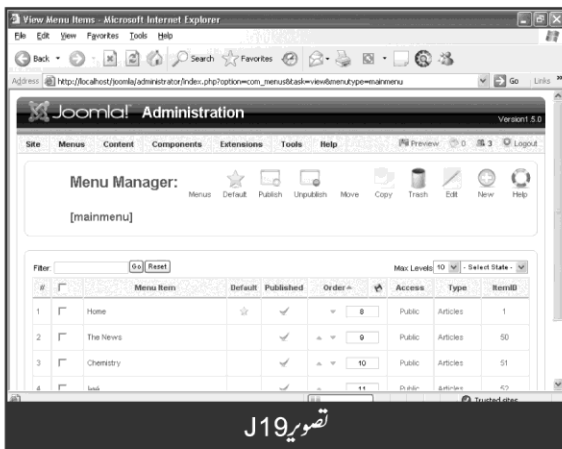 View Menu Items - Microsoft Internet Explorer
File Edit View Favorites Tools Help
Back Search Favorites
Address http://localhost/joomla/administrator/index.php?option=com_menus&task=view&menutype=mainmenu Go Links »
Joomla! Administration
Version1.5.0
Site Menus Content Components Extensions Tools Help Preview 0 3 Logout
Menu Manager:
[mainmenu]
Menus Default Publish Unpublish Move Copy Trash Edit New Help
Filter: Go Reset Max Levels 10 - Select State -
# Menu Item Default Published Order Access Type ItemID
1 Home 8 Public Articles 1
2 The News 9 Public Articles 50
3 Chemistry 10 Public Articles 51
4 11 Public Articles 52
Trusted sites
تصویر J19